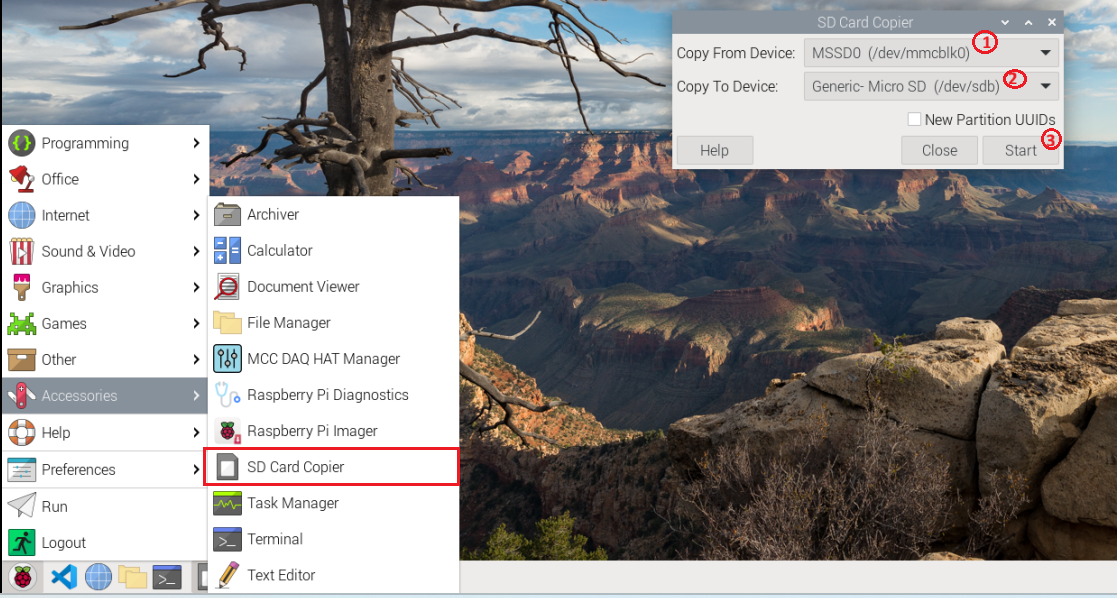 SD Card Copier
Copy From Device: MSSD0 (/dev/mmcblk0) 1
Copy To Device: Generic- Micro SD (/dev/sdb) 2
New Partition UUIDs
Help Close Start 3
Programming
Office
Internet
Sound & Video
Graphics
Games
Other
Accessories
Help
Preferences
Run
Logout
Archiver
Calculator
Document Viewer
File Manager
MCC DAQ HAT Manager
Raspberry Pi Diagnostics
Raspberry Pi Imager
SD Card Copier
Task Manager
Terminal
Text Editor